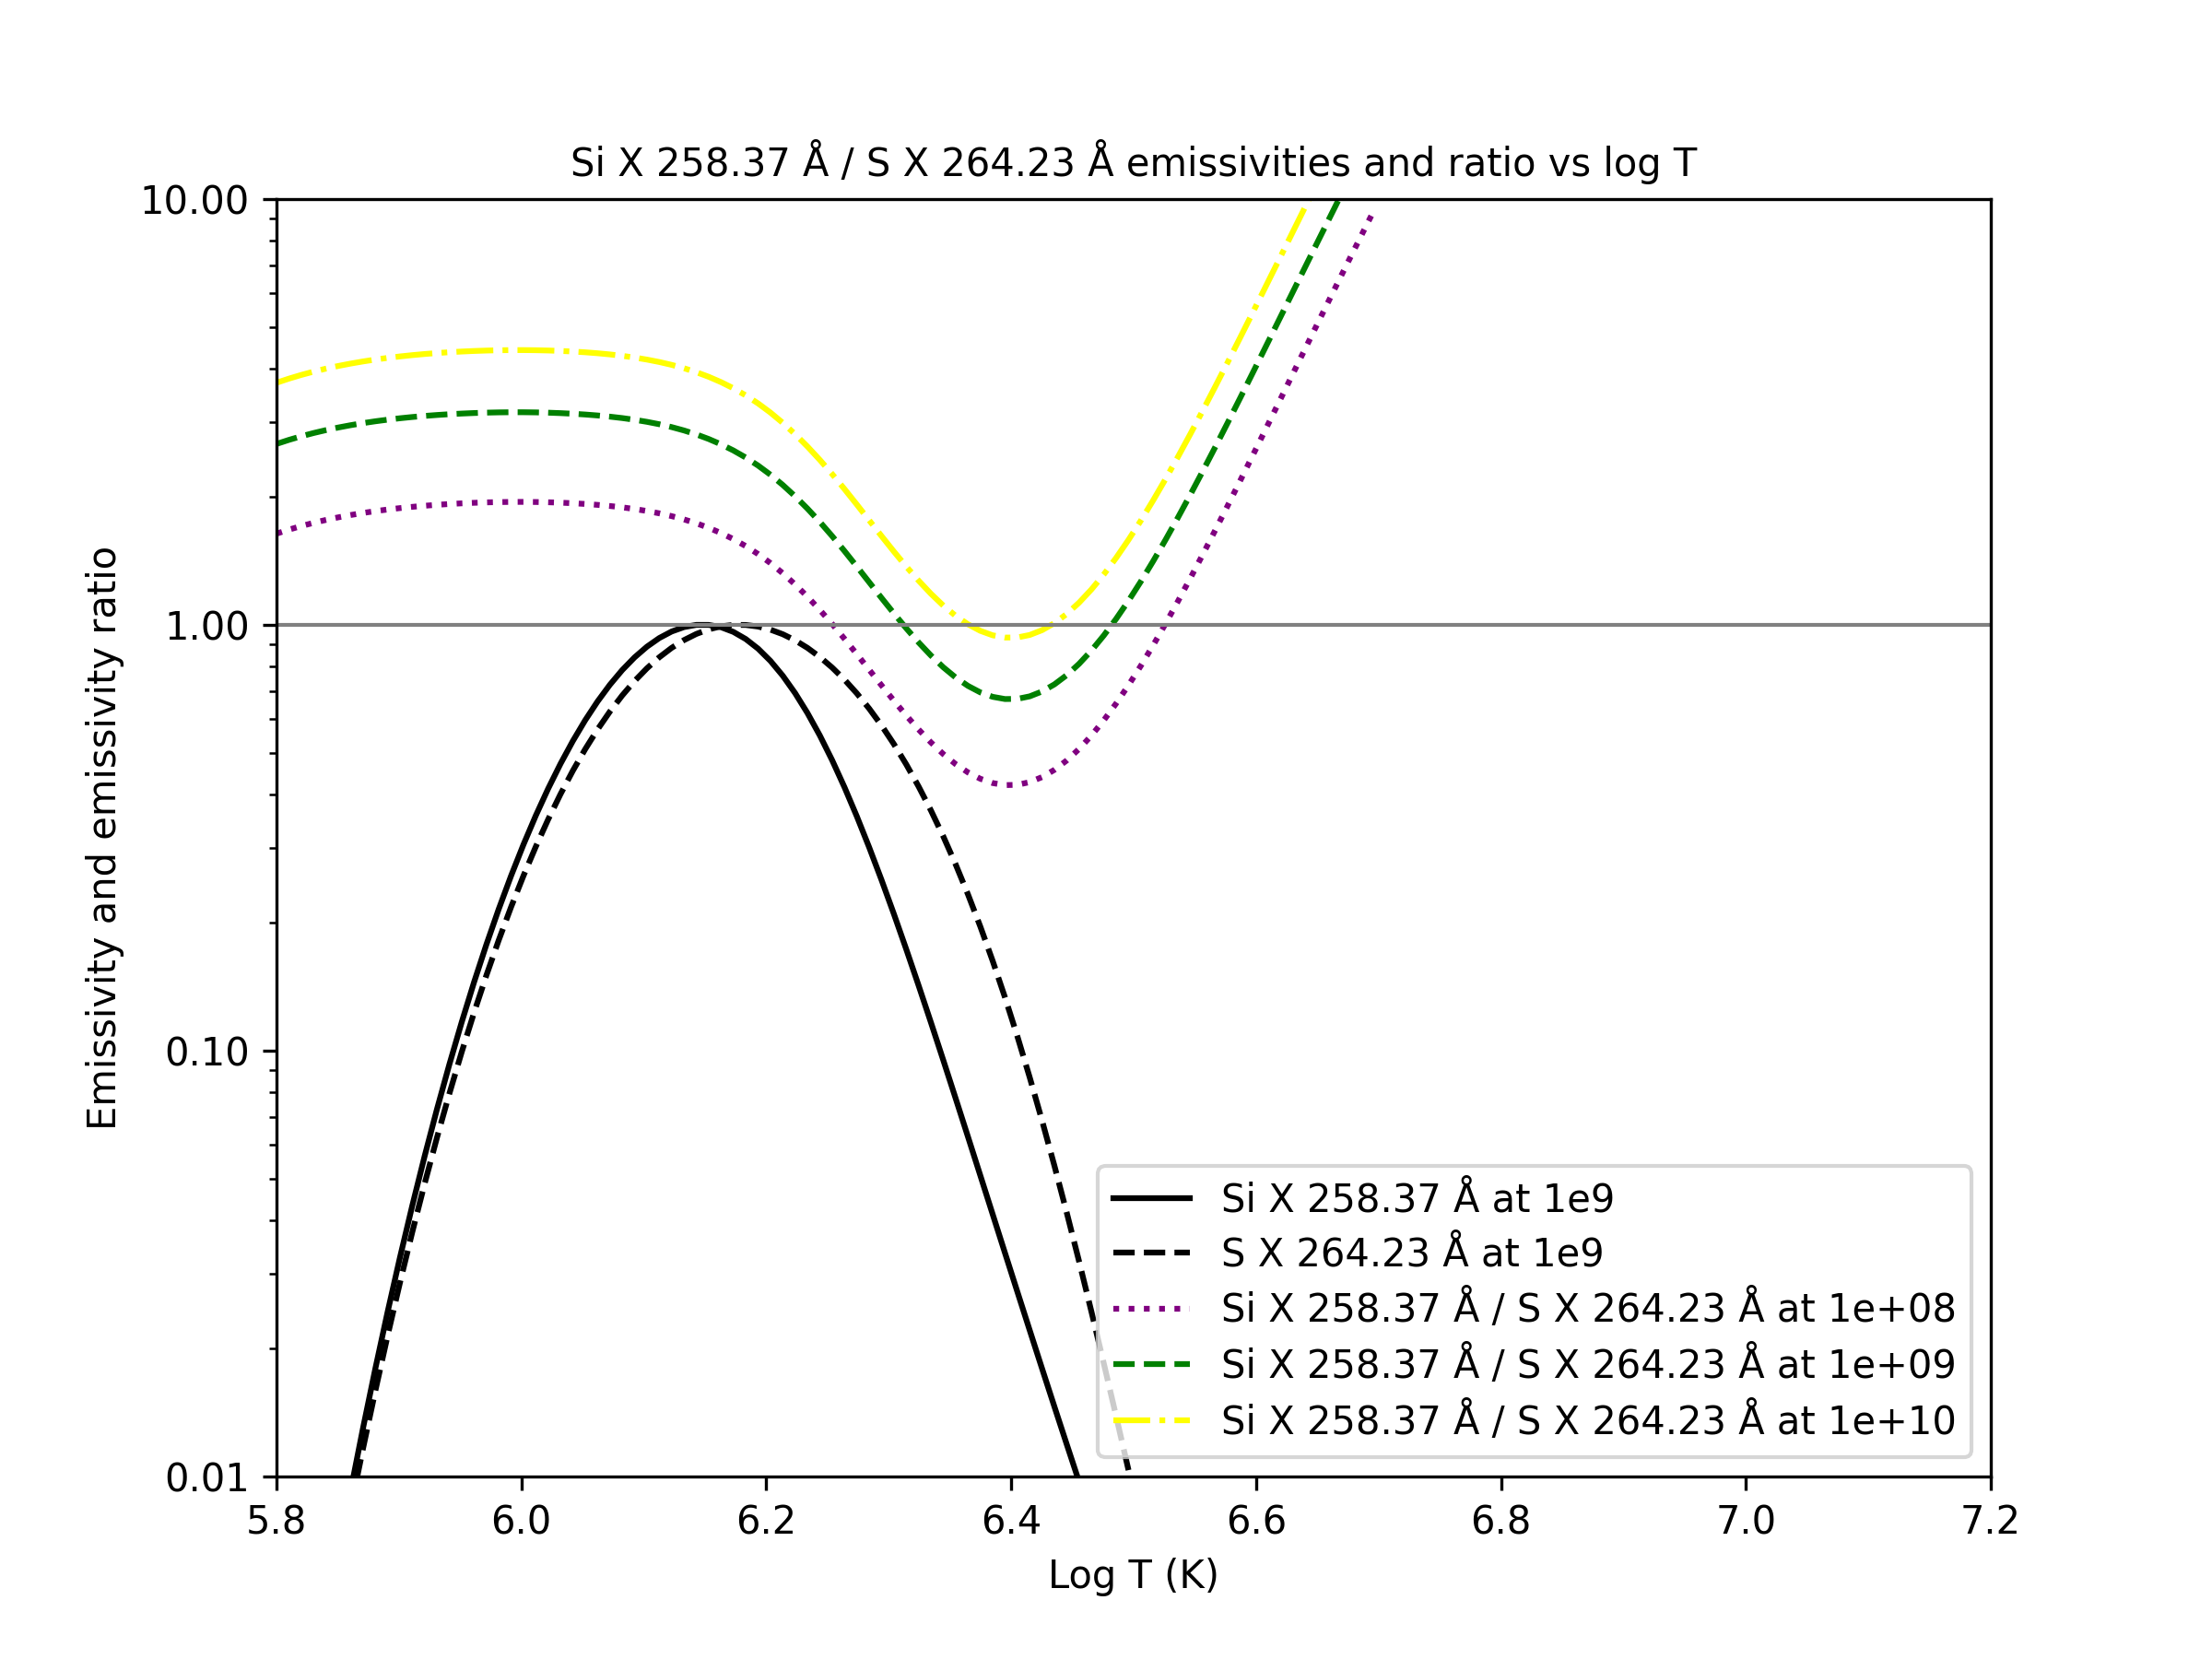 Si X 258.37 Å / S X 264.23 Å emissivities and ratio vs log T
10.00
1.00
0.10
0.01
Emissivity and emissivity ratio
5.8 6.0 6.2 6.4 6.6 6.8 7.0 7.2
Log T (K)
Si X 258.37 Å at 1e9
S X 264.23 Å at 1e9
Si X 258.37 Å / S X 264.23 Å at 1e+08
Si X 258.37 Å / S X 264.23 Å at 1e+09
Si X 258.37 Å / S X 264.23 Å at 1e+10